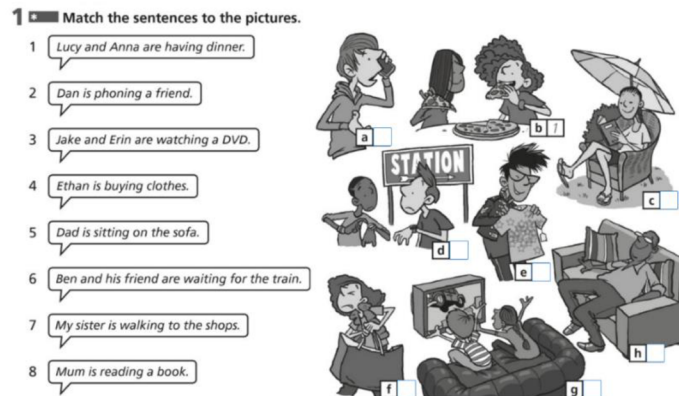 1 Match the sentences to the pictures.
1 Lucy and Anna are having dinner.
2 Dan is phoning a friend.
3 Jake and Erin are watching a DVD.
4 Ethan is buying clothes.
5 Dad is sitting on the sofa.
6 Ben and his friend are waiting for the train.
7 My sister is walking to the shops.
8 Mum is reading a book.
a
b 1
c
STATION
d
e
f
g
h